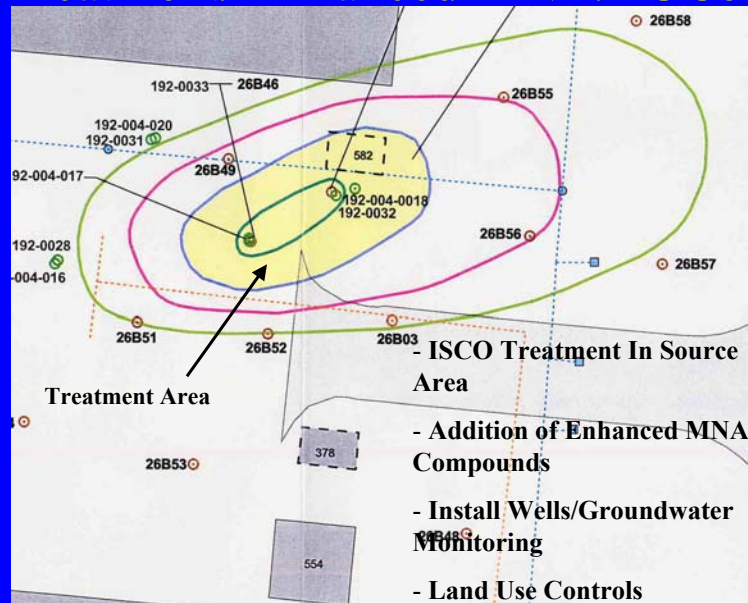 26B58
192-0033
26B46
26B55
192-004-020
192-0031
582
26B49
92-004-017
192-004-0018
192-0032
26B56
192-0028
-004-016
26B57
26B51
26B52
26B03
Treatment Area
- ISCO Treatment In Source
Area
- Addition of Enhanced MNA
Compounds
378
26B53
- Install Wells/Groundwater
26B48
Monitoring
554
- Land Use Controls